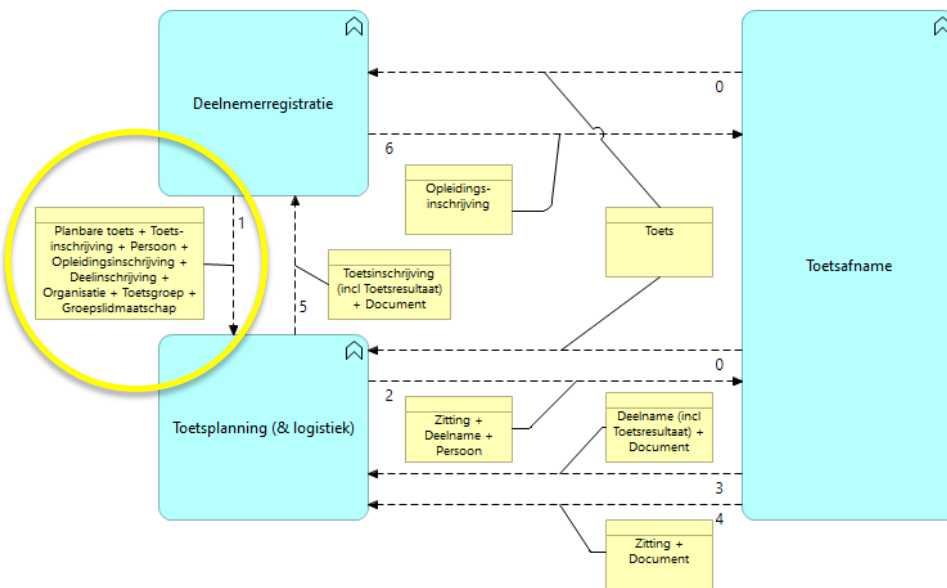 Deelnemerregistratie
0
6
Opleidings-
inschrijving
1
Planbare toets + Toets-
inschrijving + Persoon +
Opleidingsinschrijving +
Deelinschrijving +
Organisatie + Toetsgroep +
Groepslidmaatschap
Toetsinschrijving
(incl Toetsresultaat)
+ Document
5
Toets
Toetsafname
Toetsplanning (& logistiek)
0
2
Zitting +
Deelname +
Persoon
Deelname (incl
Toetsresultaat) +
Document
3
4
Zitting +
Document